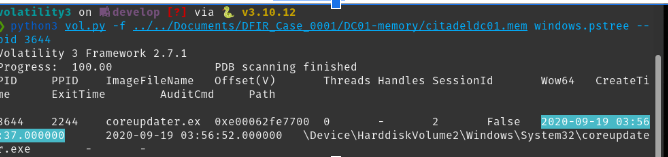 volatility3 on develop [?] via v3.10.12
❯ python3 vol.py -f ../../Documents/DFIR_Case_0001/DC01-memory/citadeldc01.mem windows.pstree --
pid 3644
Volatility 3 Framework 2.7.1
Progress:  100.00               PDB scanning finished
PID     PPID    ImageFileName   Offset(V)       Threads Handles SessionId       Wow64   CreateTi
me      ExitTime        AuditCmd        Path
3644    2244    coreupdater.ex  0xe00062fe7700  0       -       2       False   2020-09-19 03:56
:37.000000      2020-09-19 03:56:52.000000      \Device\HarddiskVolume2\Windows\System32\coreupdate
r.exe   -       -